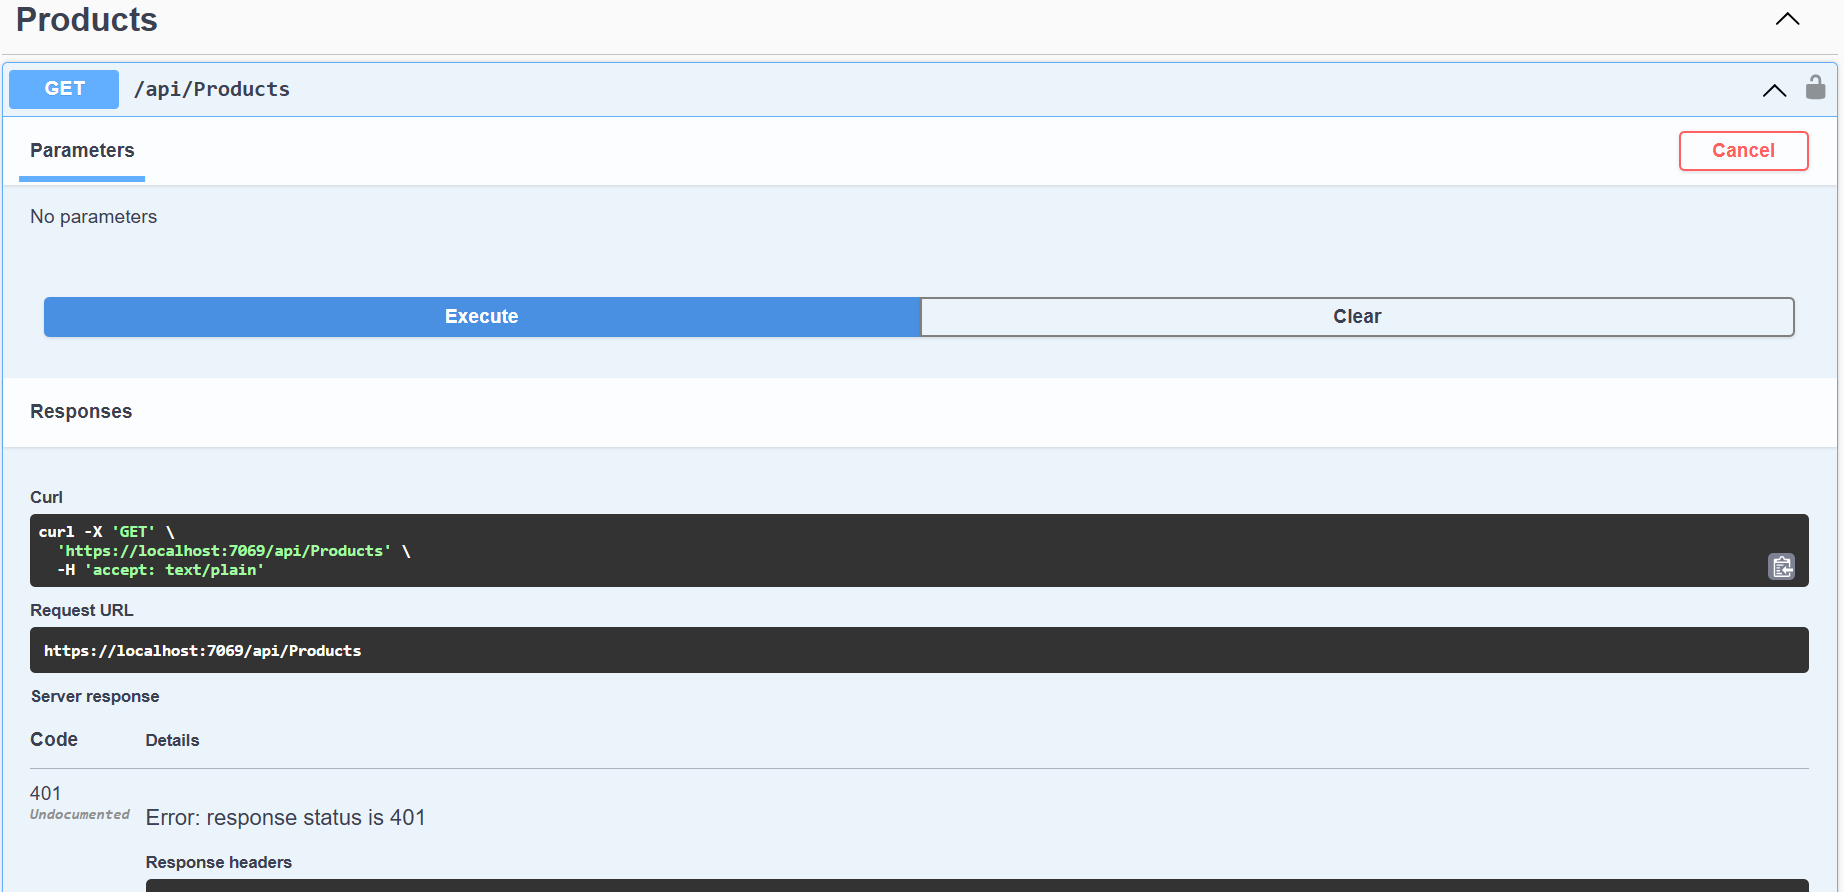 Products
GET /api/Products
Parameters
Cancel
No parameters
Execute
Clear
Responses
Curl
curl -X 'GET' \
  'https://localhost:7069/api/Products' \
  -H 'accept: text/plain'
Request URL
https://localhost:7069/api/Products
Server response
Code Details
401
Undocumented
Error: response status is 401
Response headers